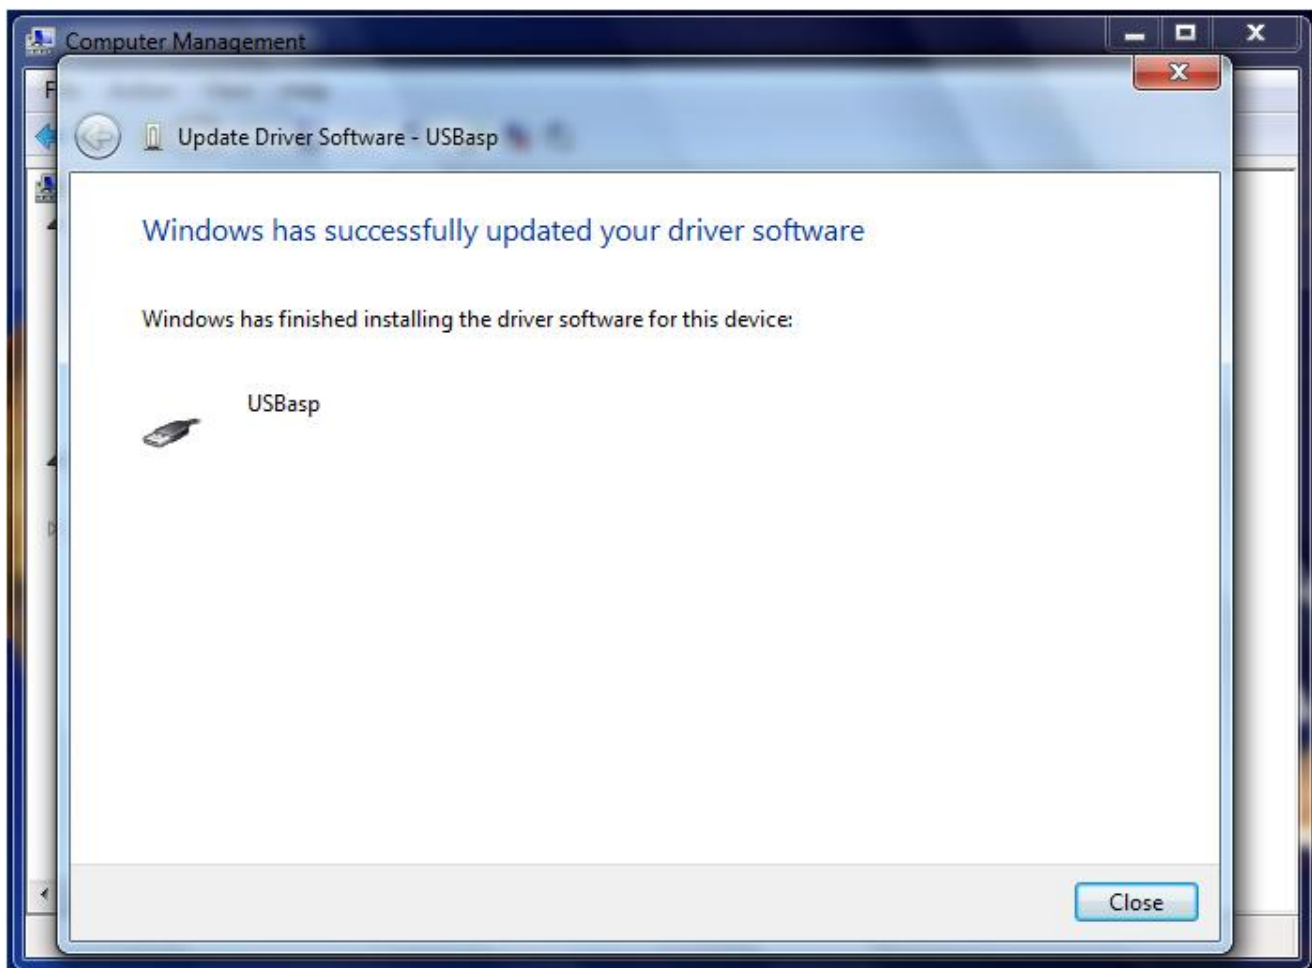 Computer Management
Update Driver Software - USBasp
Windows has successfully updated your driver software
Windows has finished installing the driver software for this device:
USBasp
Close